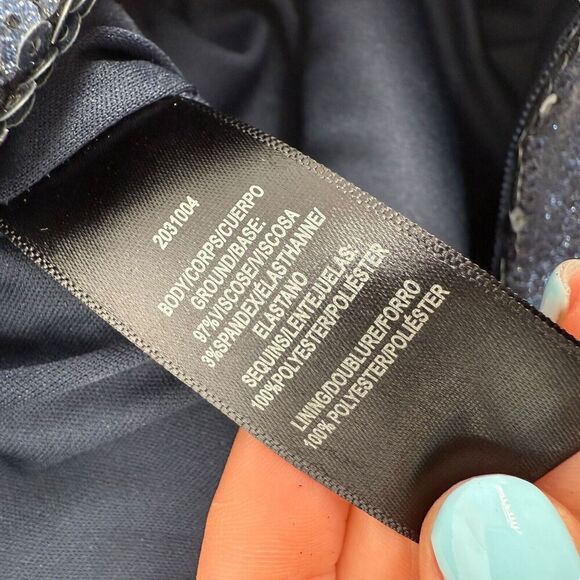 2031004
BODY/CORPS/CUERPO
GROUND/BASE:
97%VISCOSE/VISCOSA
3%SPANDEX/ELASTHANNE/
ELASTANO
SEQUINS/LENTEJUELAS:
100%POLYESTER/POLIÉSTER
LINING/DOUBLURE/FORRO
100% POLYESTER/POLIÉSTER